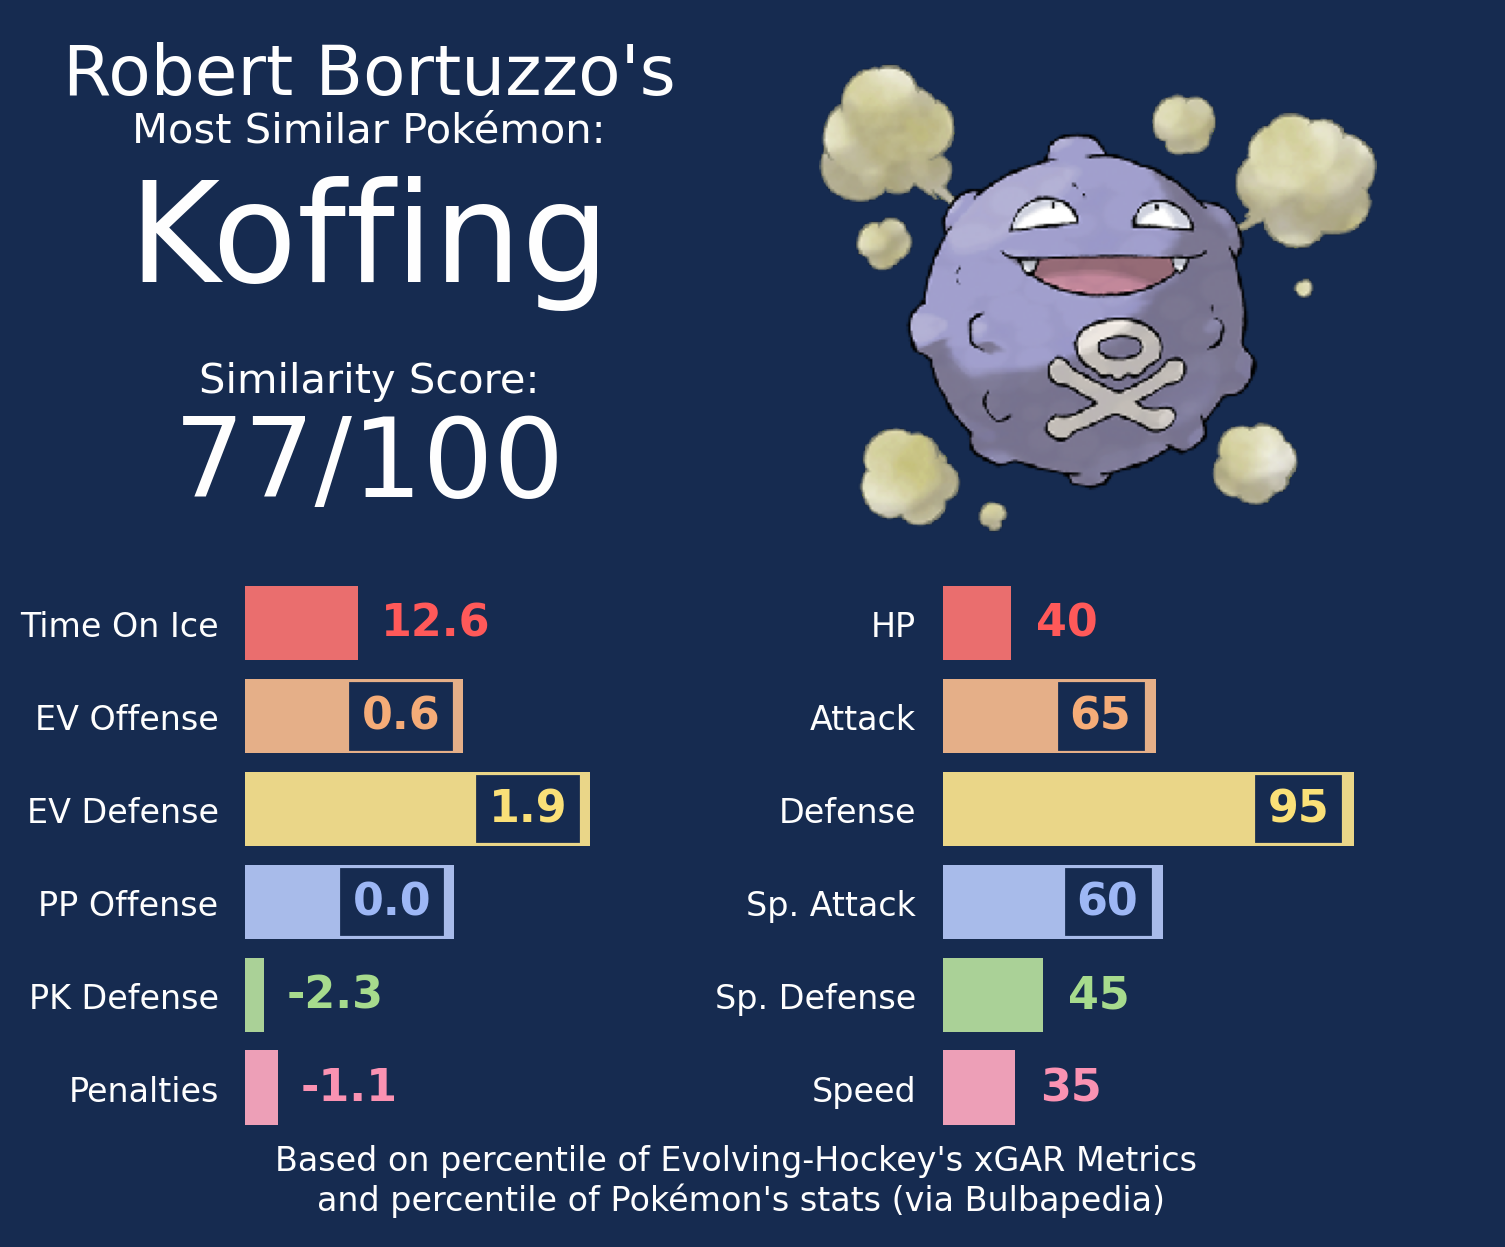 Robert Bortuzzo's
Most Similar Pokémon:
Koffing
Similarity Score:
77/100
Time On Ice 12.6
EV Offense 0.6
EV Defense 1.9
PP Offense 0.0
PK Defense -2.3
Penalties -1.1
HP 40
Attack 65
Defense 95
Sp. Attack 60
Sp. Defense 45
Speed 35
Based on percentile of Evolving-Hockey's xGAR Metrics
and percentile of Pokémon's stats (via Bulbapedia)